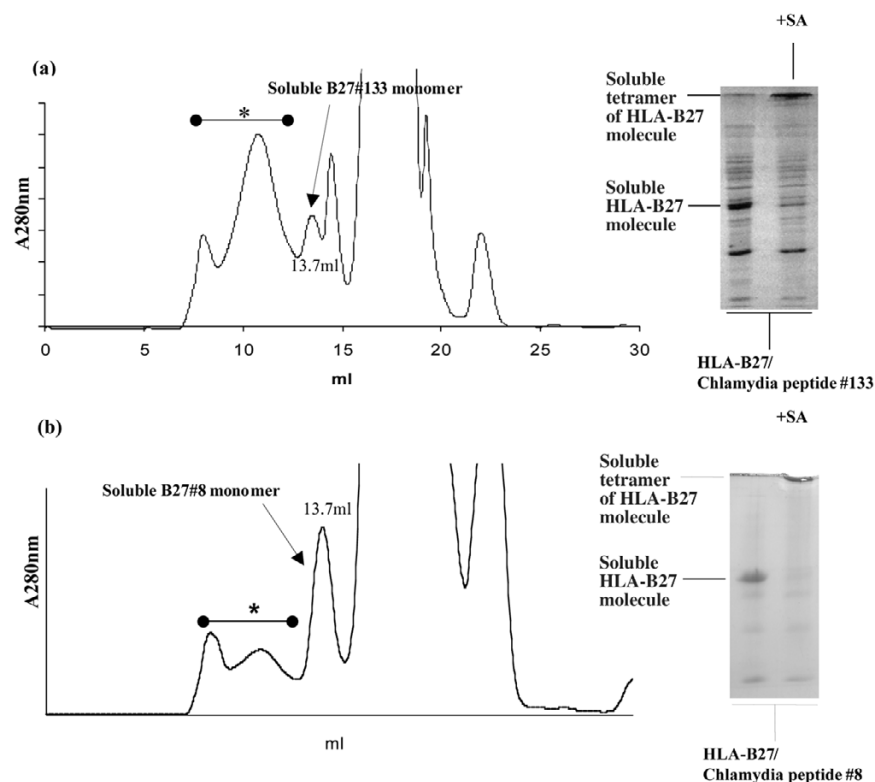 +SA
(a)
Soluble B27#133 monomer
*
A280nm
13.7ml
0 5 10 15 20 25 30
ml
Soluble
tetramer
of HLA-B27
molecule
Soluble
HLA-B27
molecule
HLA-B27/
Chlamydia peptide #133
+SA
(b)
Soluble B27#8 monomer
13.7ml
*
A280nm
ml
Soluble
tetramer
of HLA-B27
molecule
Soluble
HLA-B27
molecule
HLA-B27/
Chlamydia peptide #8